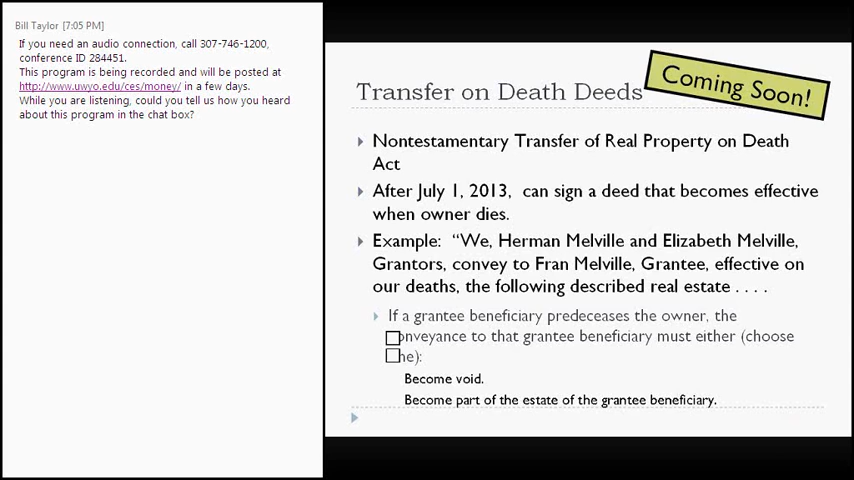 Bill Taylor [7:05 PM]
If you need an audio connection, call 307-746-1200,
conference ID 284451.
This program is being recorded and will be posted at
http://www.uwyo.edu/ces/money/ in a few days.
While you are listening, could you tell us how you heard
about this program in the chat box?
Transfer on Death Deeds
Coming Soon!
Nontestamentary Transfer of Real Property on Death
Act
After July 1, 2013, can sign a deed that becomes effective
when owner dies.
Example: “We, Herman Melville and Elizabeth Melville,
Grantors, convey to Fran Melville, Grantee, effective on
our deaths, the following described real estate . . . .
If a grantee beneficiary predeceases the owner, the
onveyance to that grantee beneficiary must either (choose
ne):
Become void.
Become part of the estate of the grantee beneficiary.